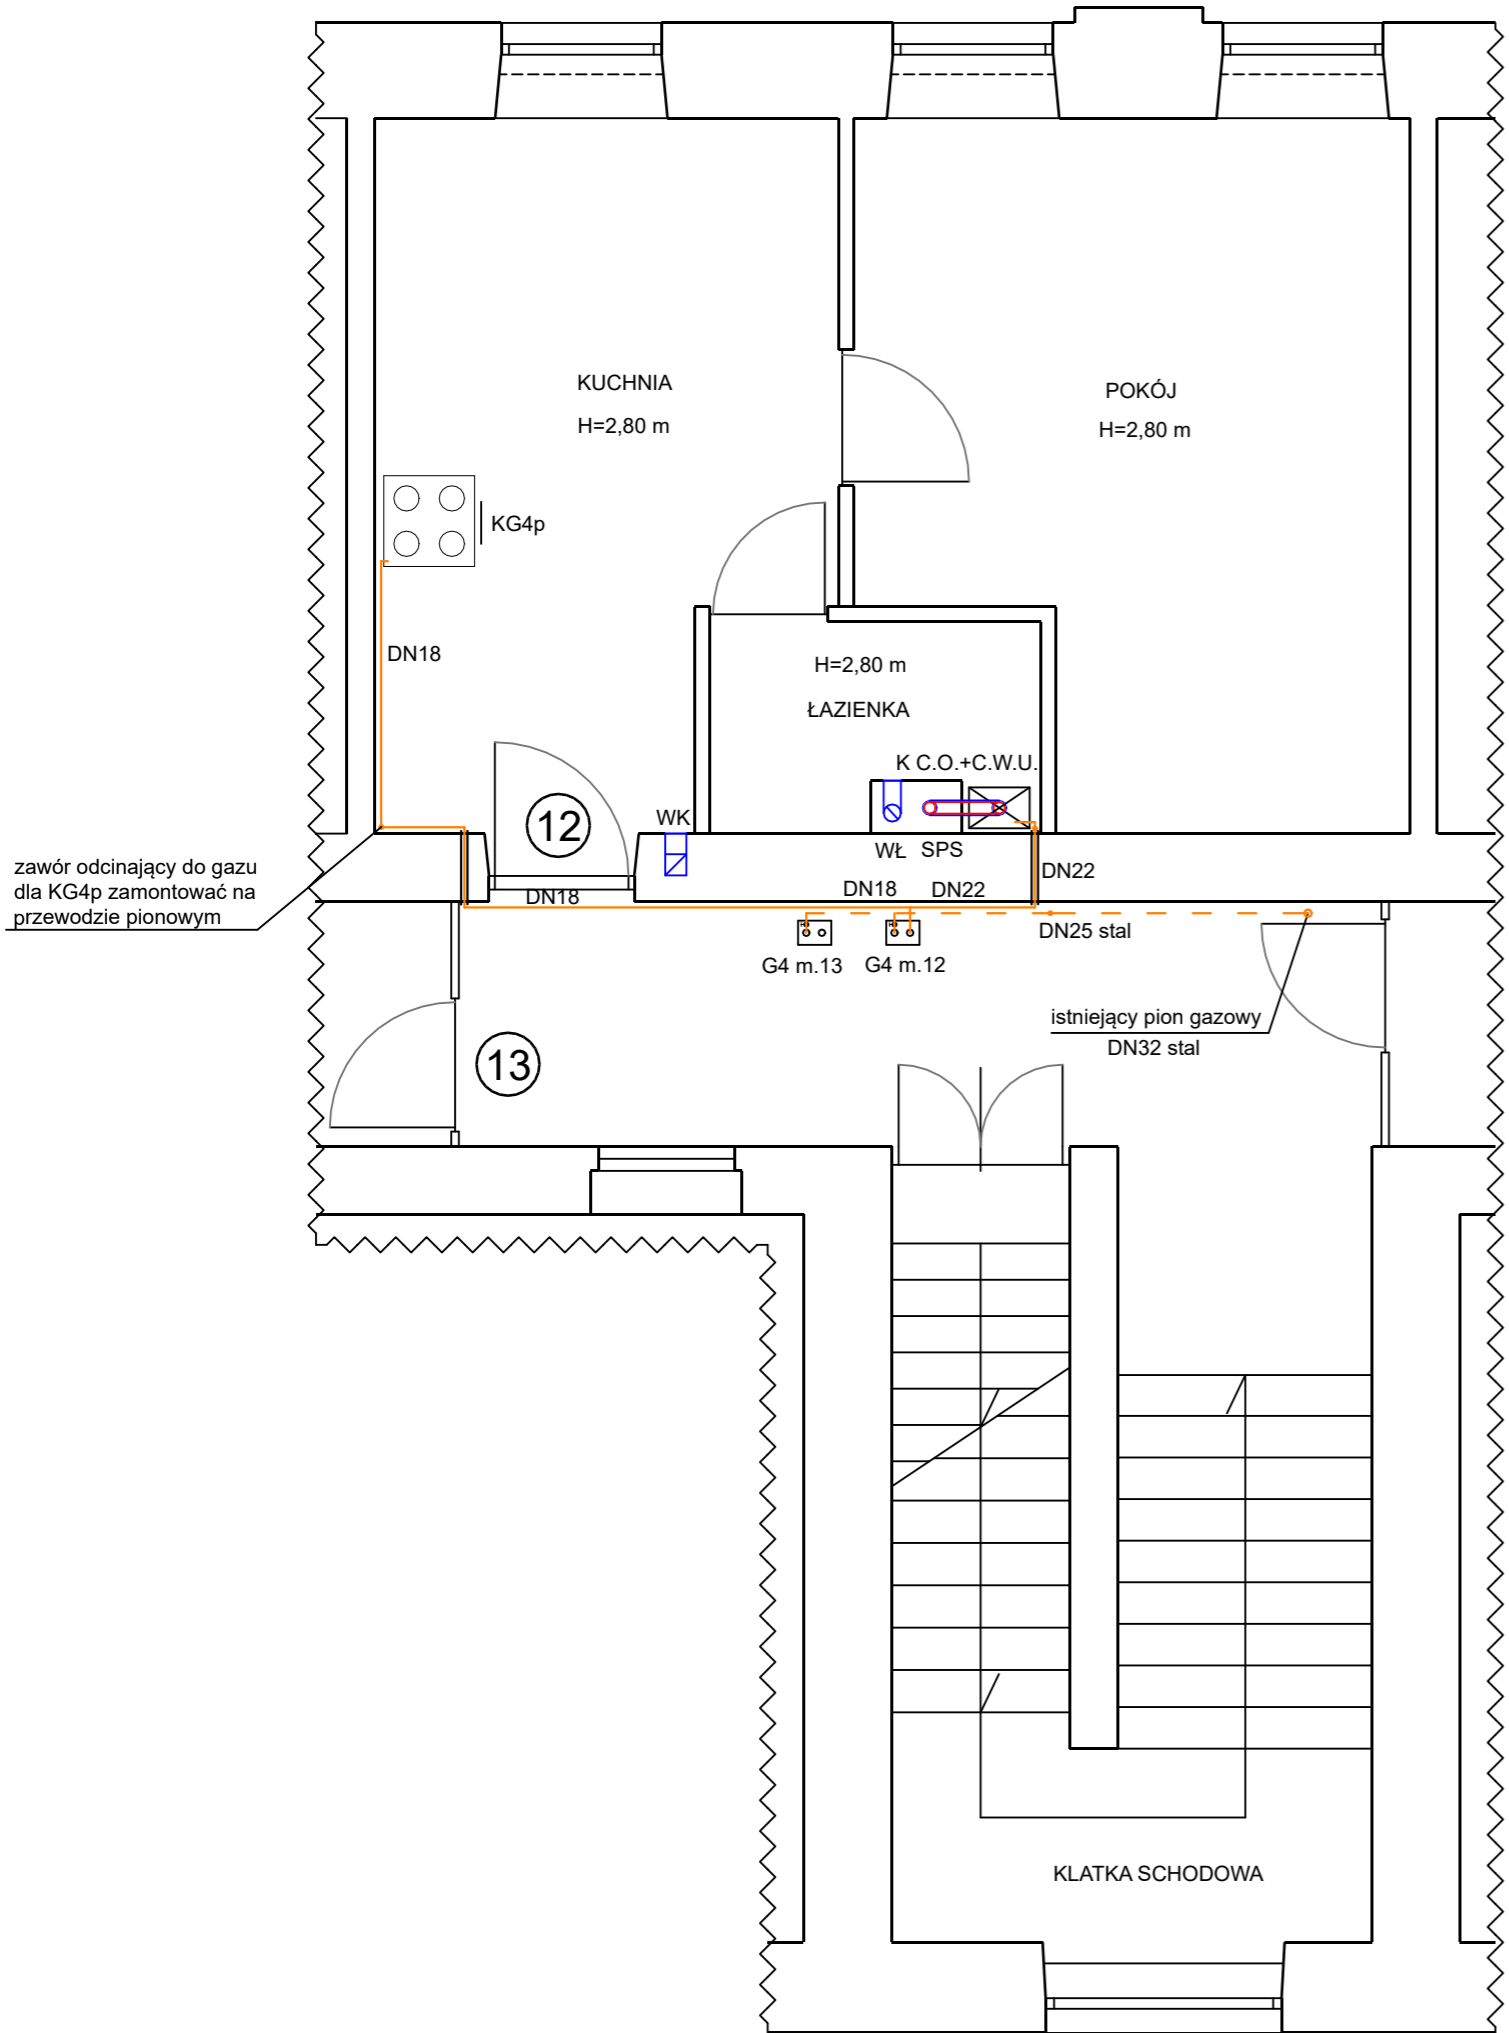 KUCHNIA
H=2,80 m
POKÓJ
H=2,80 m
KG4p
DN18
H=2,80 m
ŁAZIENKA
K C.O.+C.W.U.
12
WK
WŁ
SPS
zawór odcinający do gazu
dla KG4p zamontować na
przewodzie pionowym
DN22
DN18
DN18
DN22
DN25 stal
G4 m.13
G4 m.12
istniejący pion gazowy
DN32 stal
13
KLATKA SCHODOWA